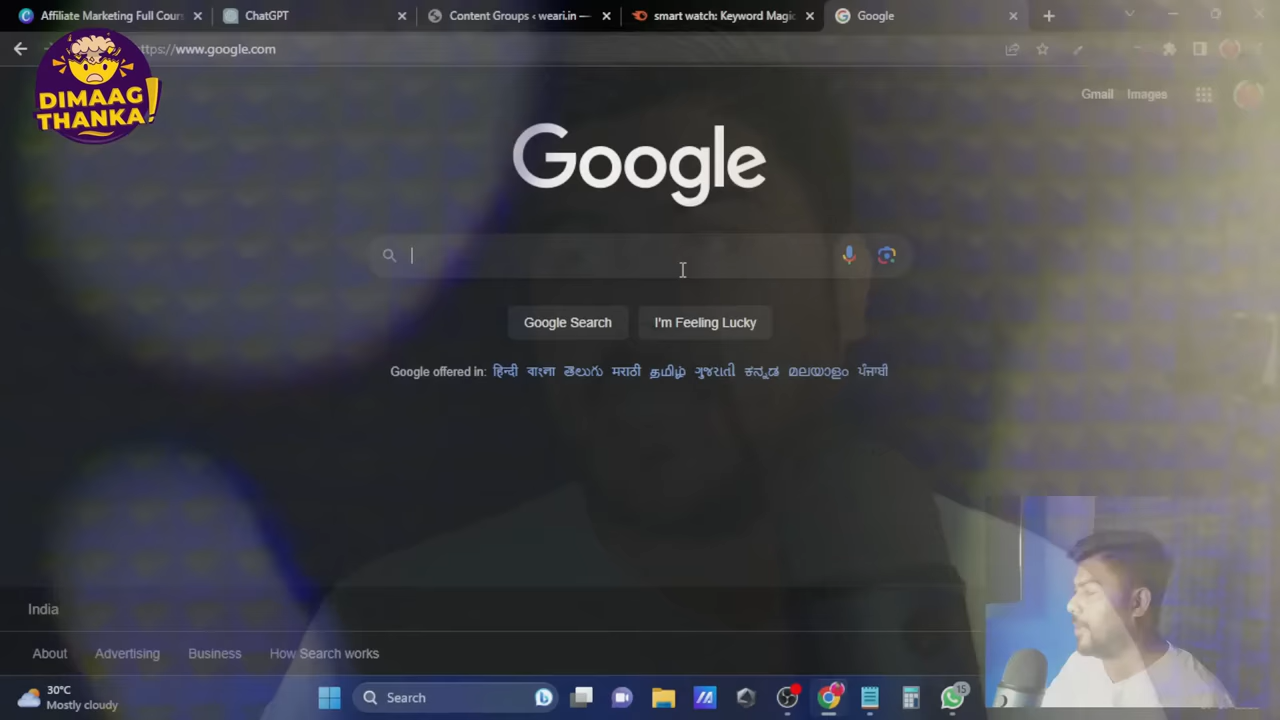 Affiliate Marketing Full Cours
ChatGPT
Content Groups ‹ weari.in —
smart watch: Keyword Magic
Google
https://www.google.com
DIMAAG
THANKA!
Gmail Images
Google
Google Search I'm Feeling Lucky
Google offered in: हिन्दी বাংলা తెలుగు मराठी தமிழ் ગુજરાતી ಕನ್ನಡ മലയാളം ਪੰਜਾਬੀ
India
About Advertising Business How Search works
30°C
Mostly cloudy
Search
15